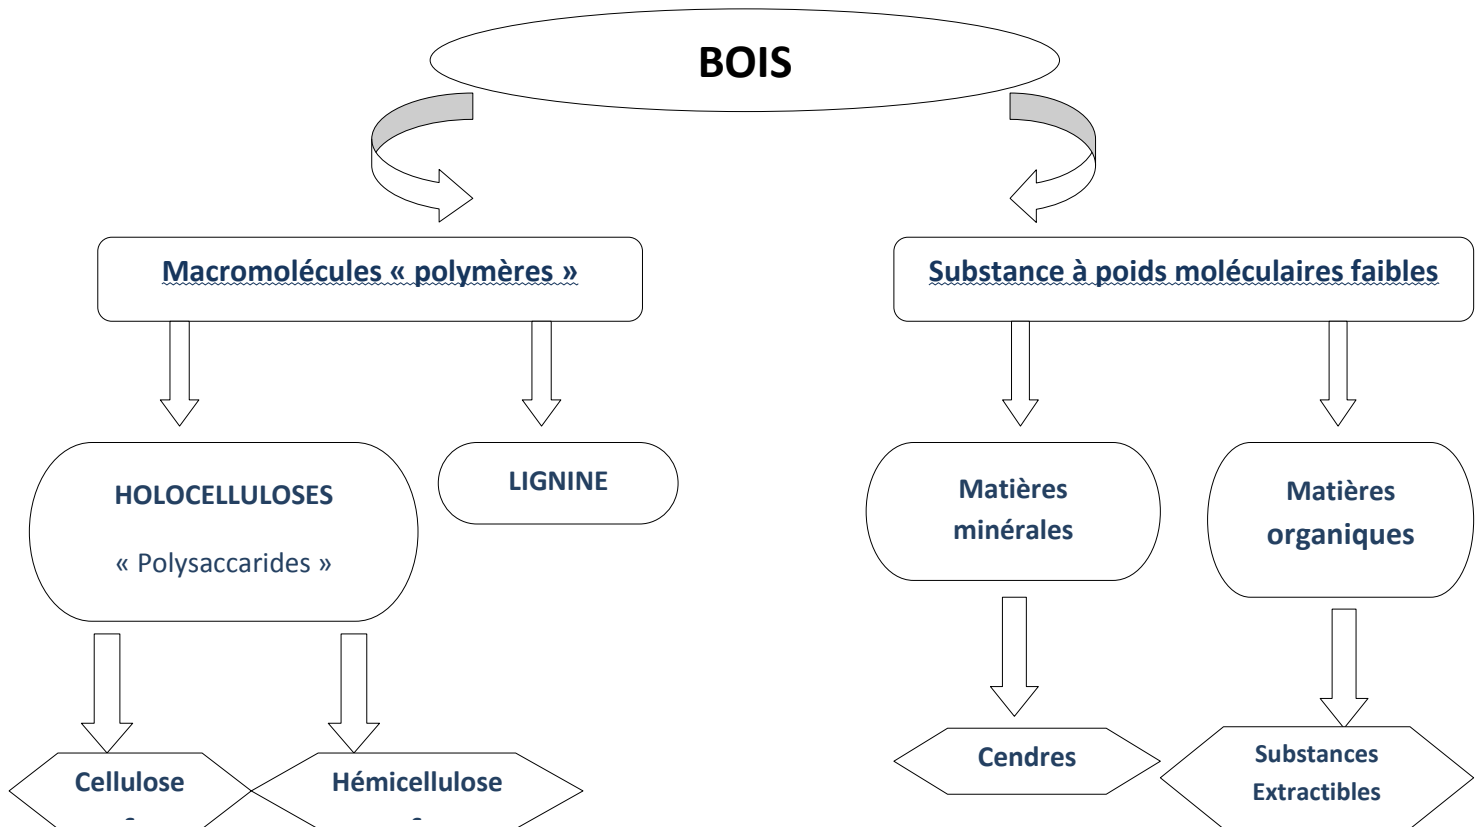 BOIS
Macromolécules « polymères »
Substance à poids moléculaires faibles
HOLOCELLULOSES
« Polysaccarides »
LIGNINE
Matières
minérales
Matières
organiques
Cellulose
Hémicellulose
Cendres
Substances
Extractibles